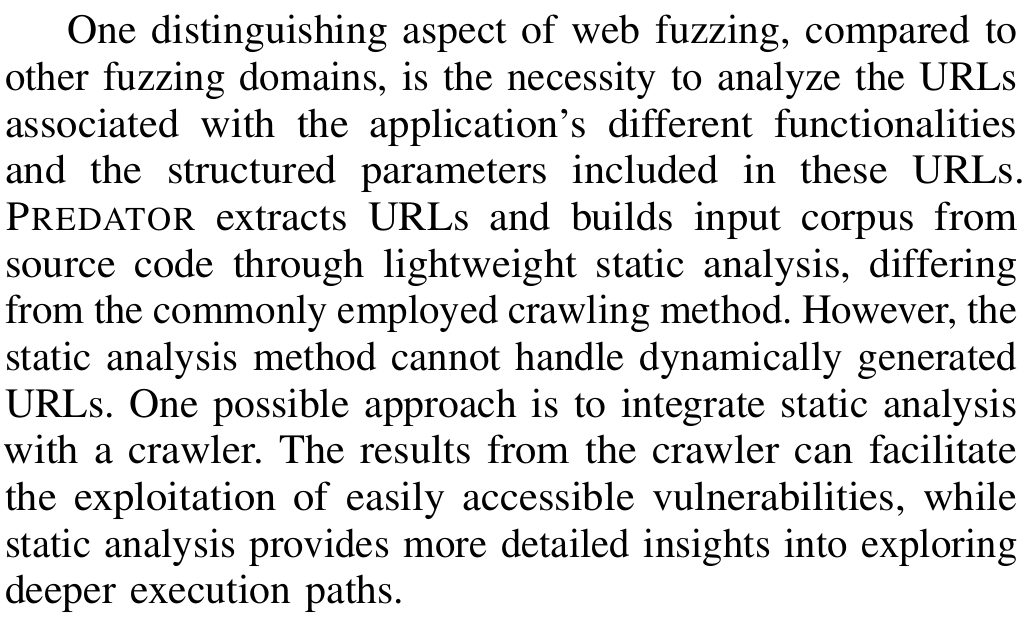 One distinguishing aspect of web fuzzing, compared to
other fuzzing domains, is the necessity to analyze the URLs
associated with the application's different functionalities
and the structured parameters included in these URLs.
PREDATOR extracts URLs and builds input corpus from
source code through lightweight static analysis, differing
from the commonly employed crawling method. However, the
static analysis method cannot handle dynamically generated
URLs. One possible approach is to integrate static analysis
with a crawler. The results from the crawler can facilitate
the exploitation of easily accessible vulnerabilities, while
static analysis provides more detailed insights into exploring
deeper execution paths.